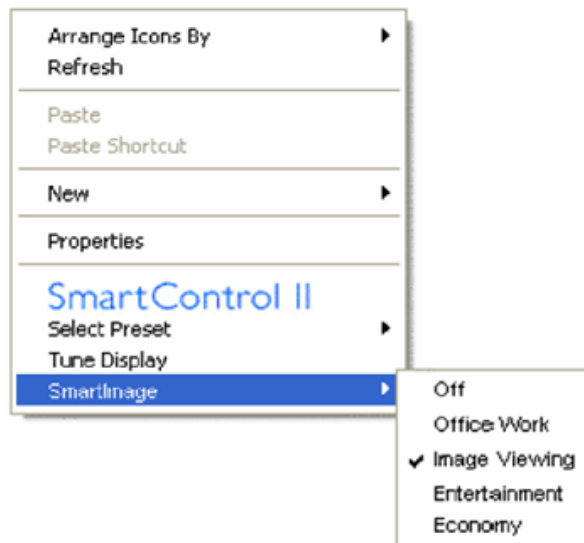 Arrange Icons By
Refresh
Paste
Paste Shortcut
New
Properties
SmartControl II
Select Preset
Tune Display
SmartImage
Off
Office Work
Image Viewing
Entertainment
Economy